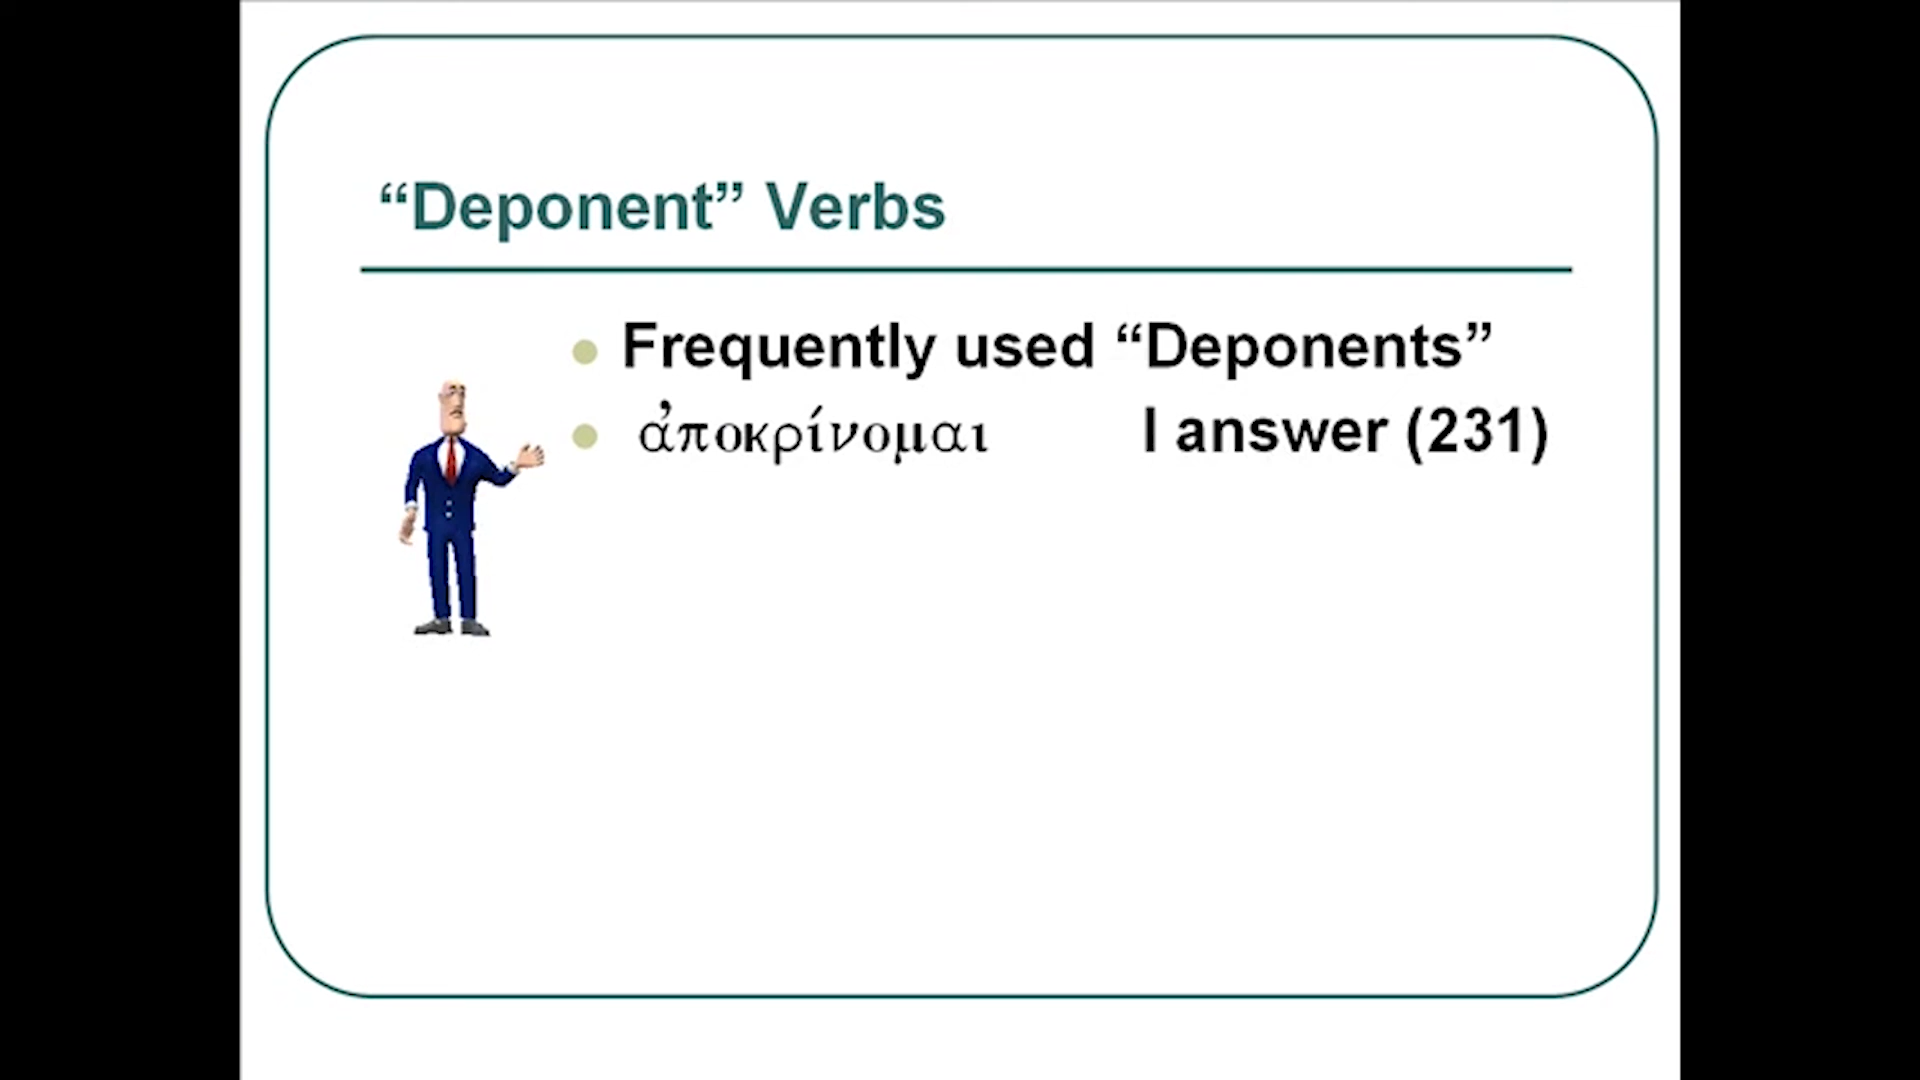 “Deponent” Verbs
Frequently used “Deponents”
ἀποκρίνομαι I answer (231)